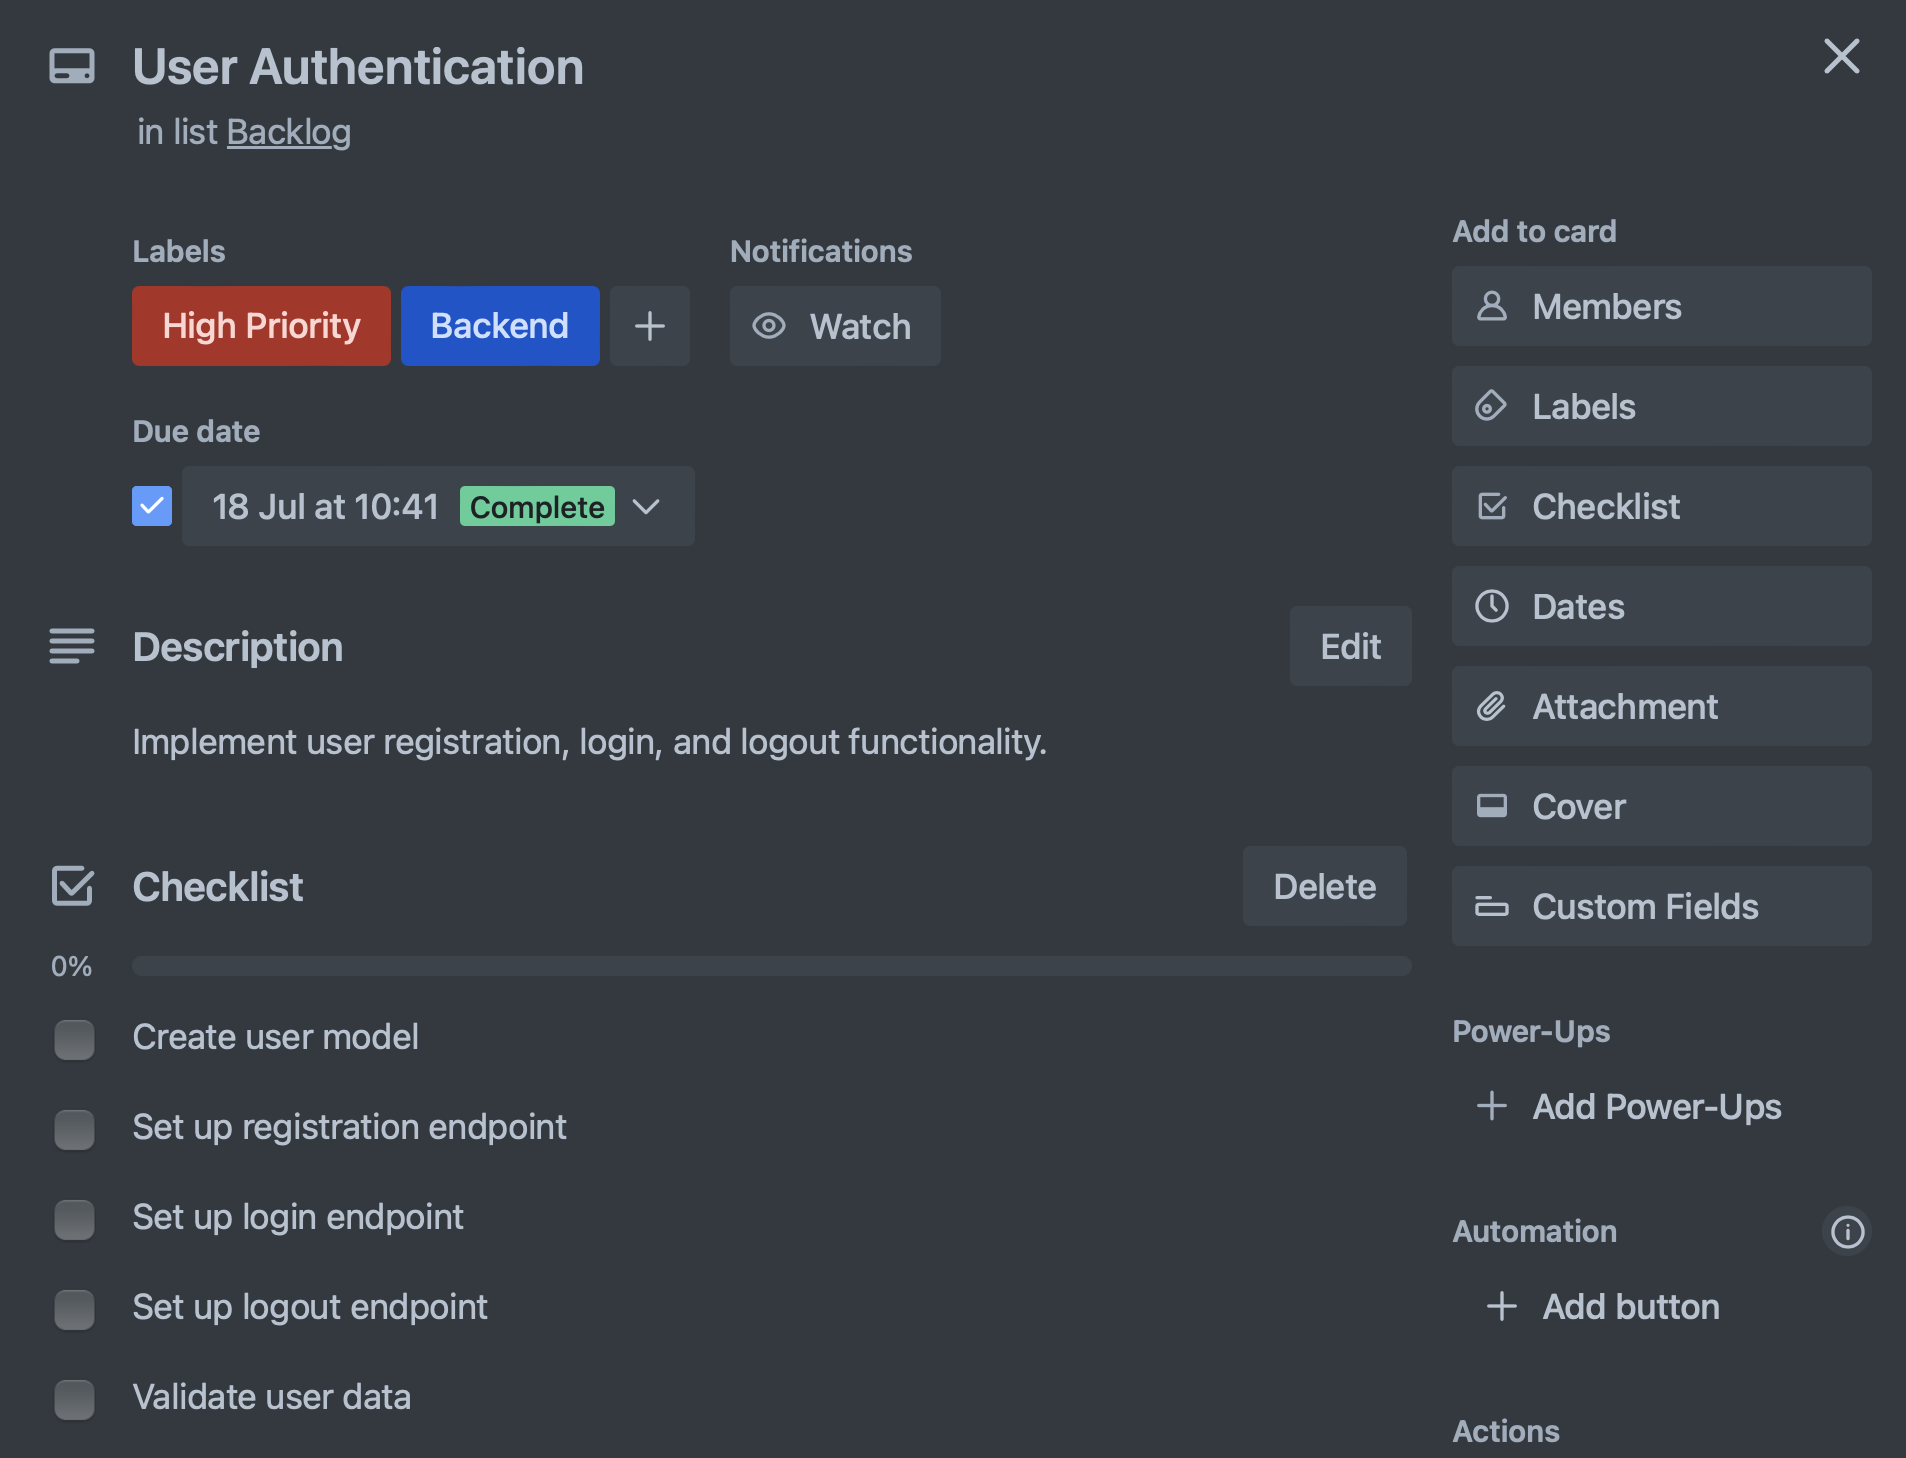 User Authentication
in list Backlog
Labels
High Priority
Backend
Notifications
Watch
Due date
18 Jul at 10:41 Complete
Description
Edit
Implement user registration, login, and logout functionality.
Checklist
Delete
0%
Create user model
Set up registration endpoint
Set up login endpoint
Set up logout endpoint
Validate user data
Add to card
Members
Labels
Checklist
Dates
Attachment
Cover
Custom Fields
Power-Ups
Add Power-Ups
Automation
Add button
Actions